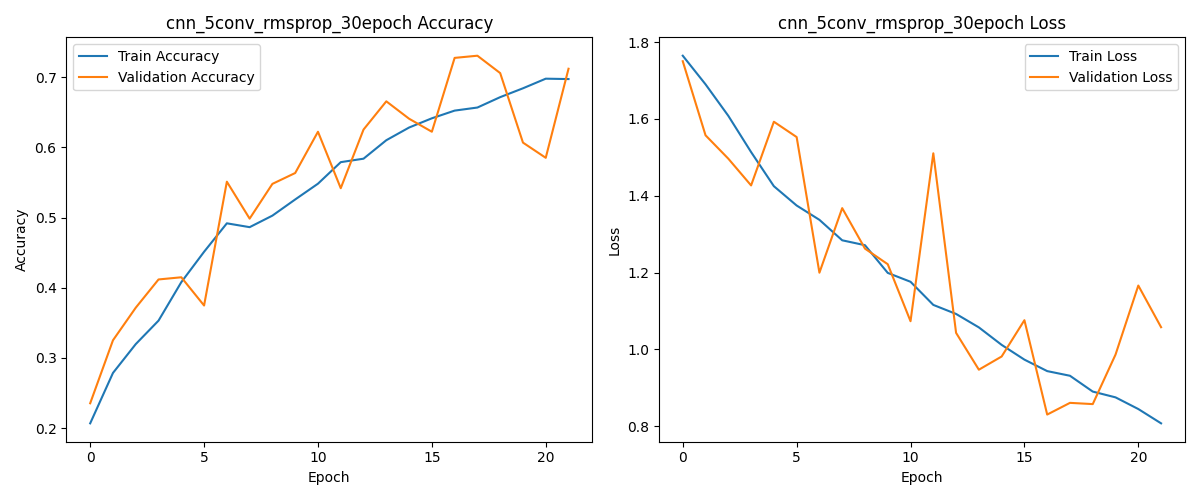 cnn_5conv_rmsprop_30epoch Accuracy
Train Accuracy
Validation Accuracy
0.7
0.6
0.5
0.4
0.3
0.2
Accuracy
0
5
10
15
20
Epoch
cnn_5conv_rmsprop_30epoch Loss
Train Loss
Validation Loss
1.8
1.6
1.4
1.2
1.0
0.8
Loss
0
5
10
15
20
Epoch